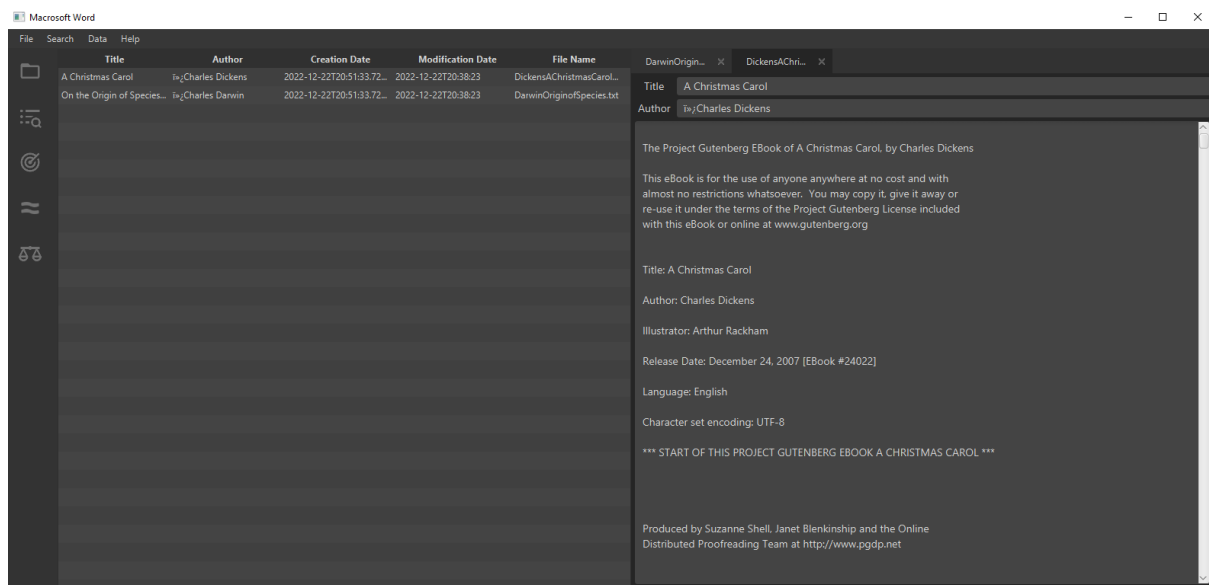 Macrosoft Word
File Search Data Help
Title Author Creation Date Modification Date File Name
A Christmas Carol ï»¿Charles Dickens 2022-12-22T20:51:33.72... 2022-12-22T20:38:23 DickensAChristmasCarol...
On the Origin of Species... ï»¿Charles Darwin 2022-12-22T20:51:33.72... 2022-12-22T20:38:23 DarwinOriginofSpecies.txt
DarwinOrigin... DickensAChri...
Title A Christmas Carol
Author ï»¿Charles Dickens
The Project Gutenberg EBook of A Christmas Carol, by Charles Dickens
This eBook is for the use of anyone anywhere at no cost and with
almost no restrictions whatsoever. You may copy it, give it away or
re-use it under the terms of the Project Gutenberg License included
with this eBook or online at www.gutenberg.org
Title: A Christmas Carol
Author: Charles Dickens
Illustrator: Arthur Rackham
Release Date: December 24, 2007 [EBook #24022]
Language: English
Character set encoding: UTF-8
*** START OF THIS PROJECT GUTENBERG EBOOK A CHRISTMAS CAROL ***
Produced by Suzanne Shell, Janet Blenkinship and the Online
Distributed Proofreading Team at http://www.pgdp.net